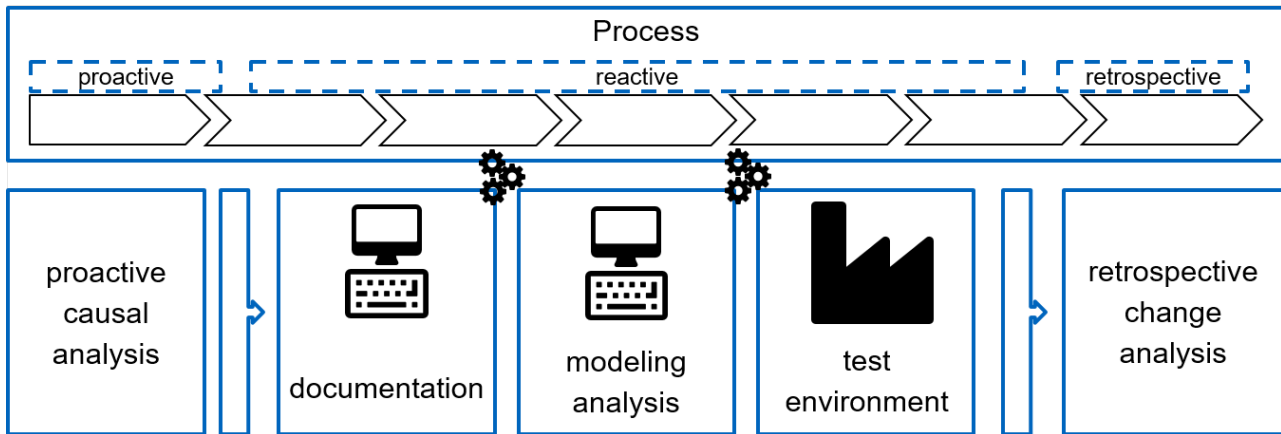 Process
proactive
reactive
retrospective
proactive
causal
analysis
documentation
modeling
analysis
test
environment
retrospective
change
analysis